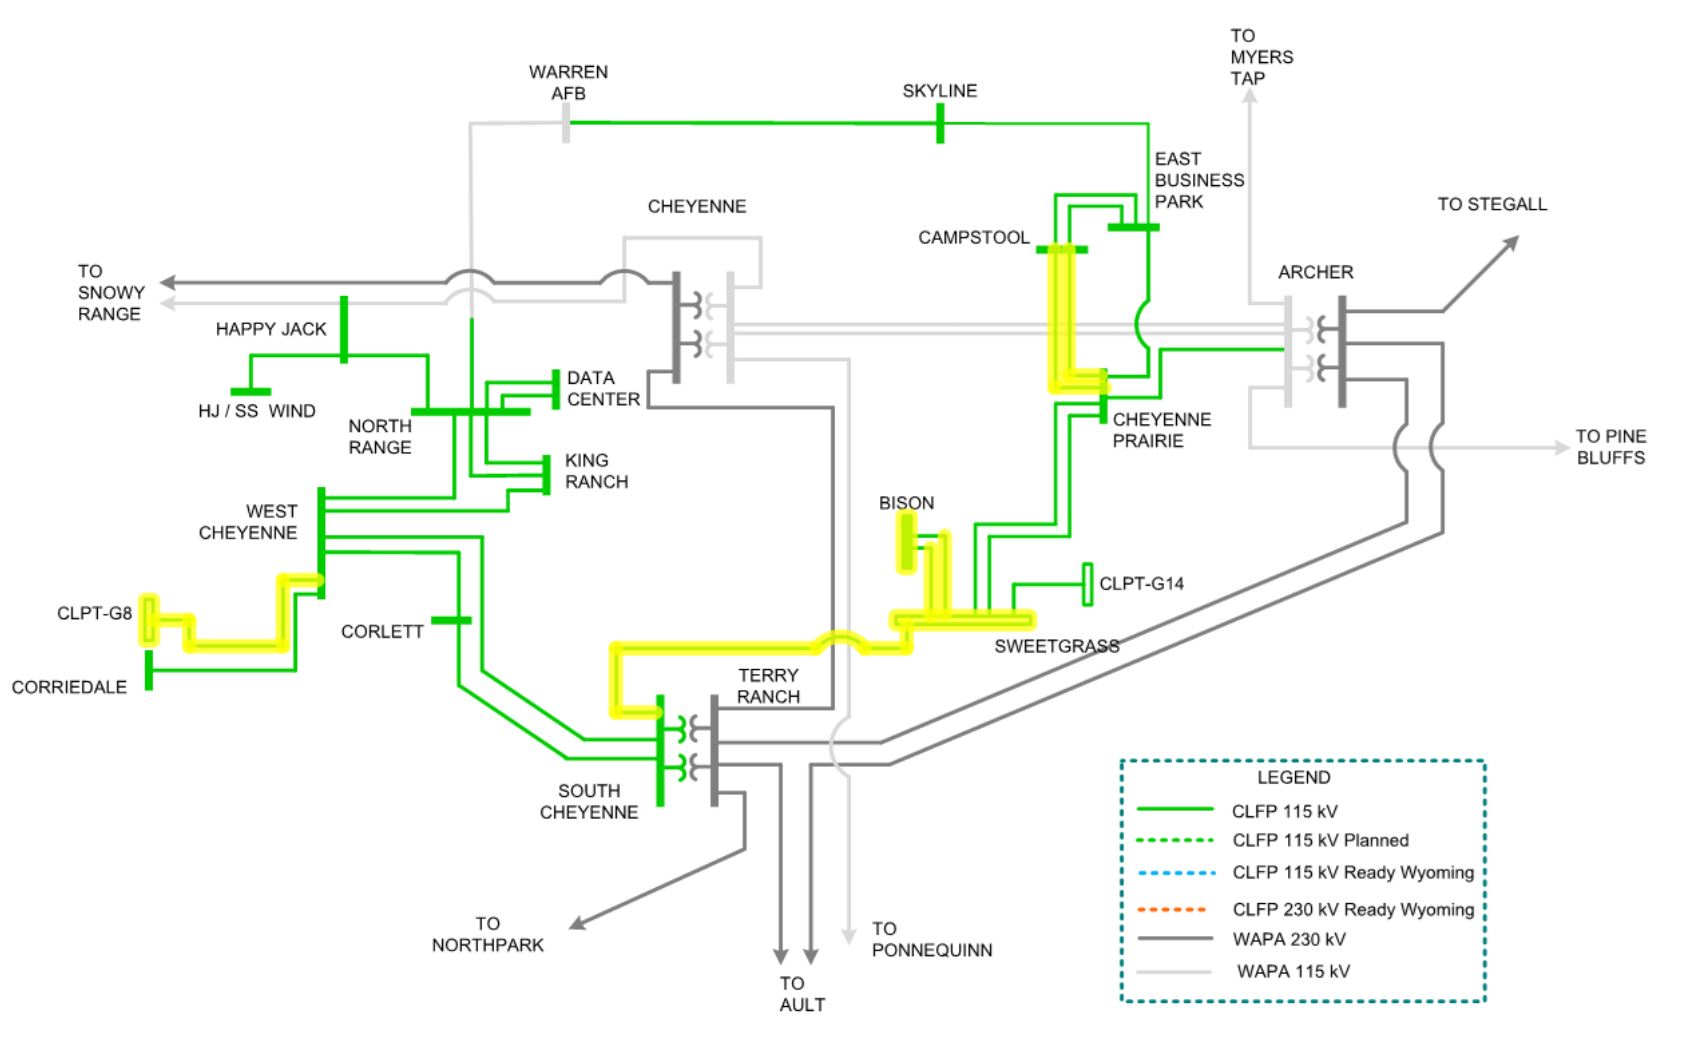 TO
MYERS
TAP
WARREN
AFB
SKYLINE
EAST
BUSINESS
PARK
CHEYENNE
TO STEGALL
CAMPSTOOL
TO
SNOWY
RANGE
ARCHER
HAPPY JACK
DATA
CENTER
HJ / SS WIND
NORTH
RANGE
CHEYENNE
PRAIRIE
TO PINE
BLUFFS
KING
RANCH
WEST
CHEYENNE
BISON
CLPT-G14
CLPT-G8
CORLETT
SWEETGRASS
CORRIEDALE
TERRY
RANCH
SOUTH
CHEYENNE
LEGEND
CLFP 115 kV
CLFP 115 kV Planned
CLFP 115 kV Ready Wyoming
CLFP 230 kV Ready Wyoming
WAPA 230 kV
WAPA 115 kV
TO
NORTHPARK
TO
PONNEQUINN
TO
AULT